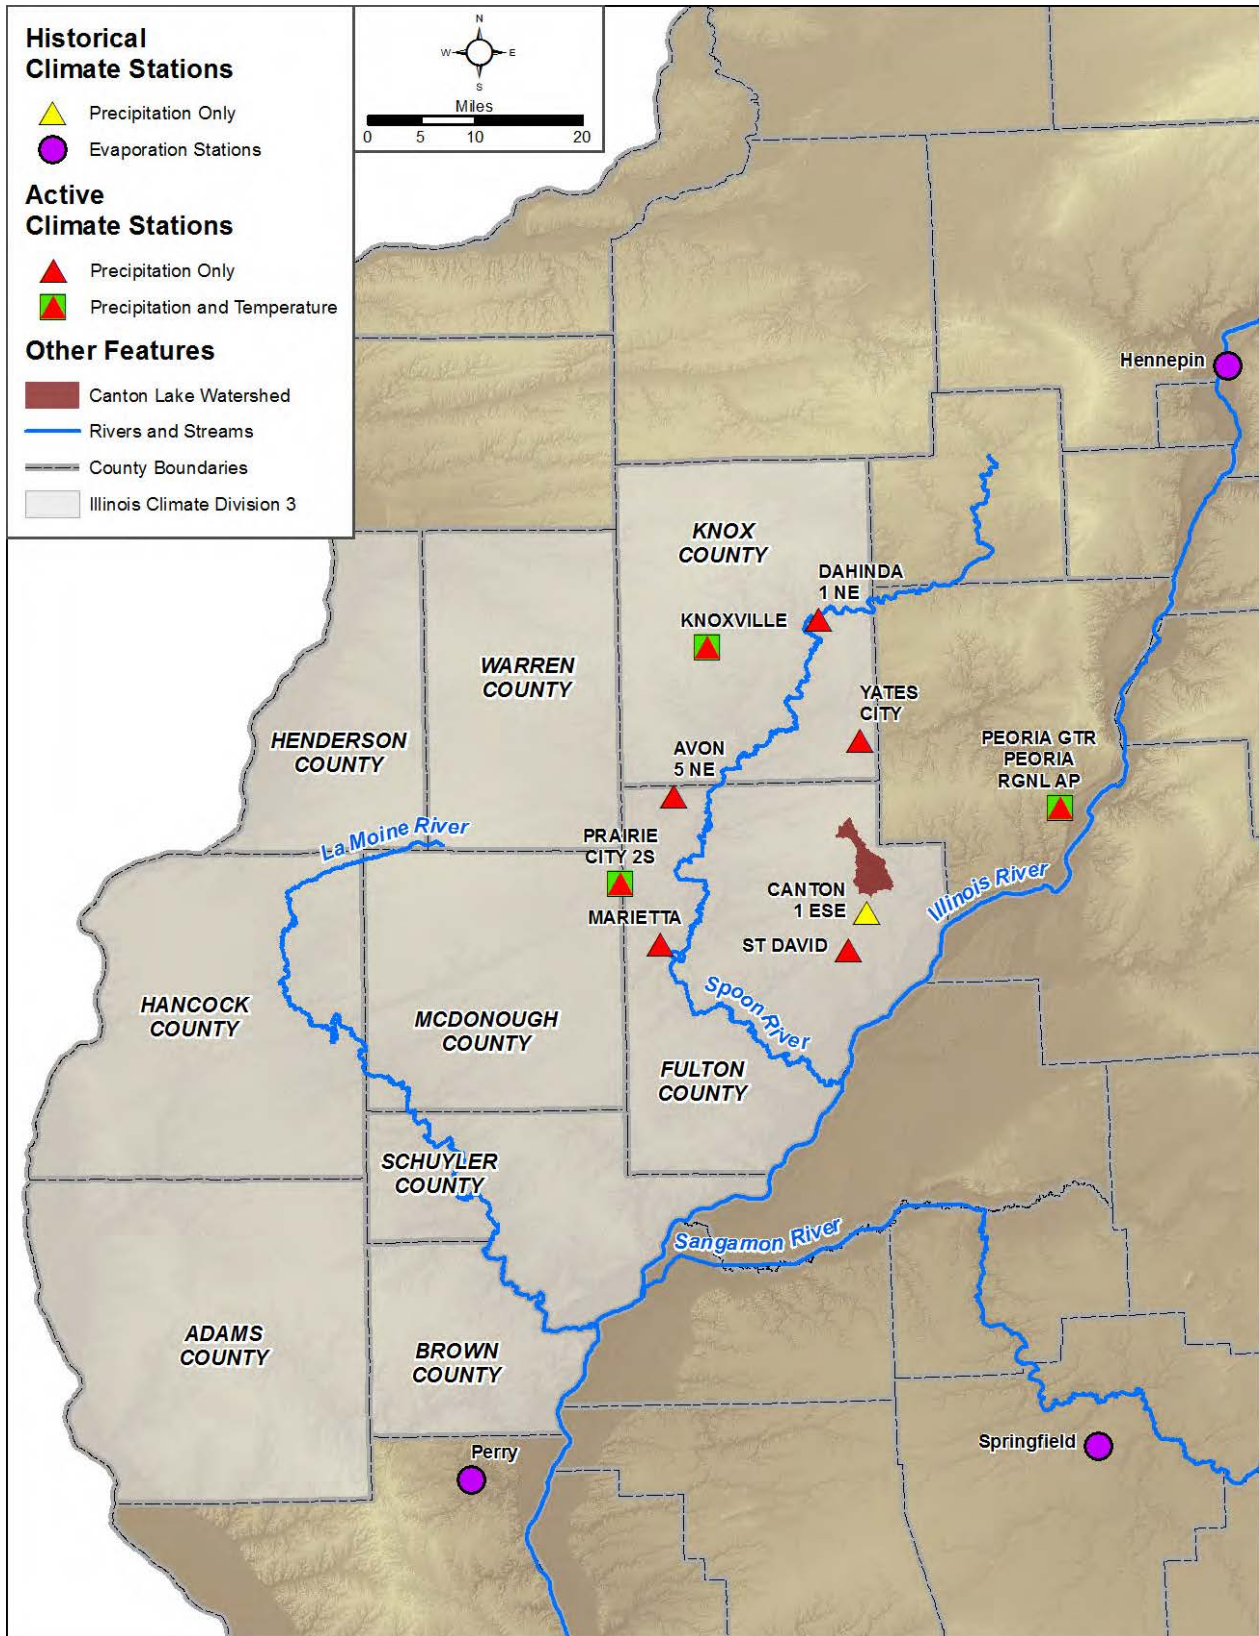 Historical
Climate Stations
Precipitation Only
Evaporation Stations
Active
Climate Stations
Precipitation Only
Precipitation and Temperature
Other Features
Canton Lake Watershed
Rivers and Streams
County Boundaries
Illinois Climate Division 3
N
W E
S
Miles
0 5 10 20
Hennepin
KNOX
COUNTY
DAHINDA
1 NE
KNOXVILLE
WARREN
COUNTY
YATES
CITY
HENDERSON
COUNTY
AVON
5 NE
PEORIA GTR
PEORIA
RGNL AP
La Moine River
PRAIRIE
CITY 2S
CANTON
1 ESE
Illinois River
MARIETTA
ST DAVID
HANCOCK
COUNTY
MCDONOUGH
COUNTY
Spoon River
FULTON
COUNTY
SCHUYLER
COUNTY
Sangamon River
ADAMS
COUNTY
BROWN
COUNTY
Perry
Springfield